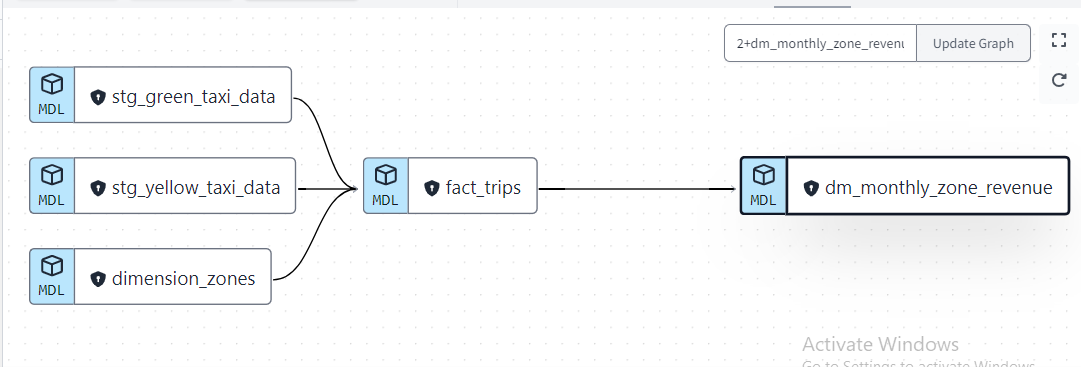 2+dm_monthly_zone_revenu
Update Graph
MDL
stg_green_taxi_data
MDL
stg_yellow_taxi_data
MDL
fact_trips
MDL
dm_monthly_zone_revenue
MDL
dimension_zones
Activate Windows
Go to Settings to activate Windows.